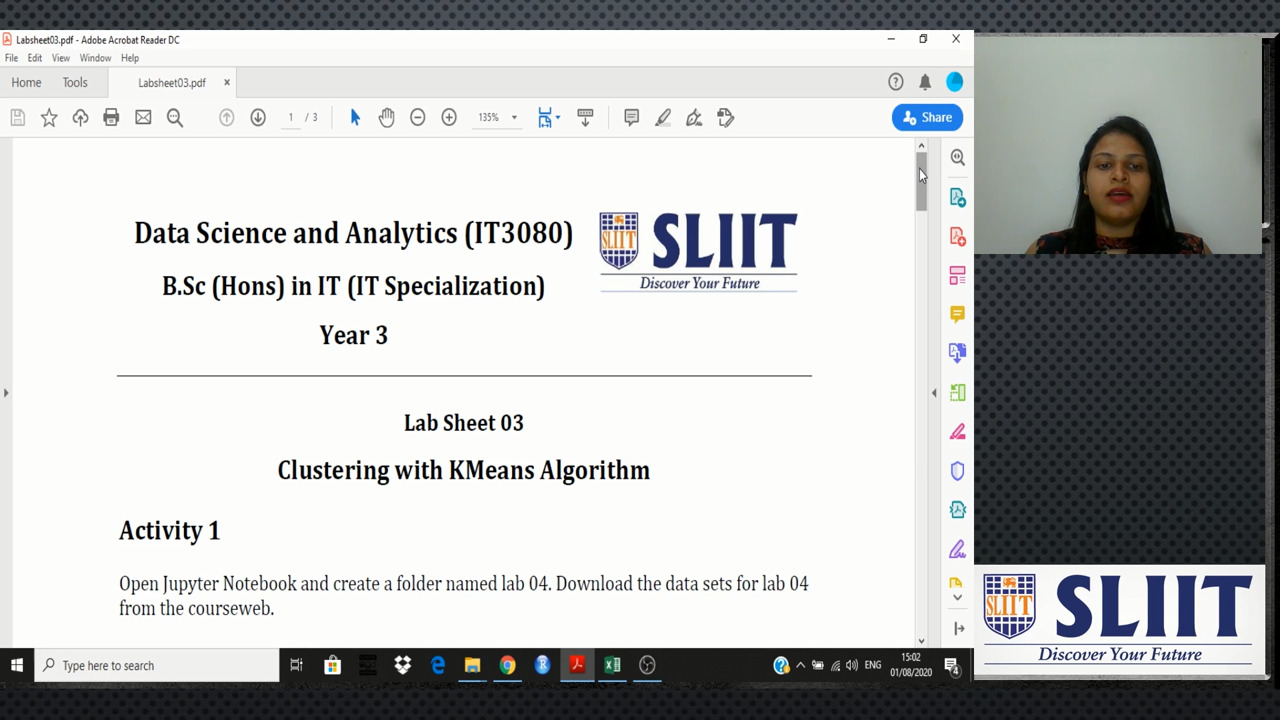 Labsheet03.pdf - Adobe Acrobat Reader DC
File Edit View Window Help
Home Tools Labsheet03.pdf ×
1 / 3 135% Share
Data Science and Analytics (IT3080)
B.Sc (Hons) in IT (IT Specialization)
Year 3
SLIIT
SLIIT
Discover Your Future
Lab Sheet 03
Clustering with KMeans Algorithm
Activity 1
Open Jupyter Notebook and create a folder named lab 04. Download the data sets for lab 04
from the courseweb.
Type here to search
ENG
15:02
01/08/2020
4
SLIIT
SLIIT
Discover Your Future